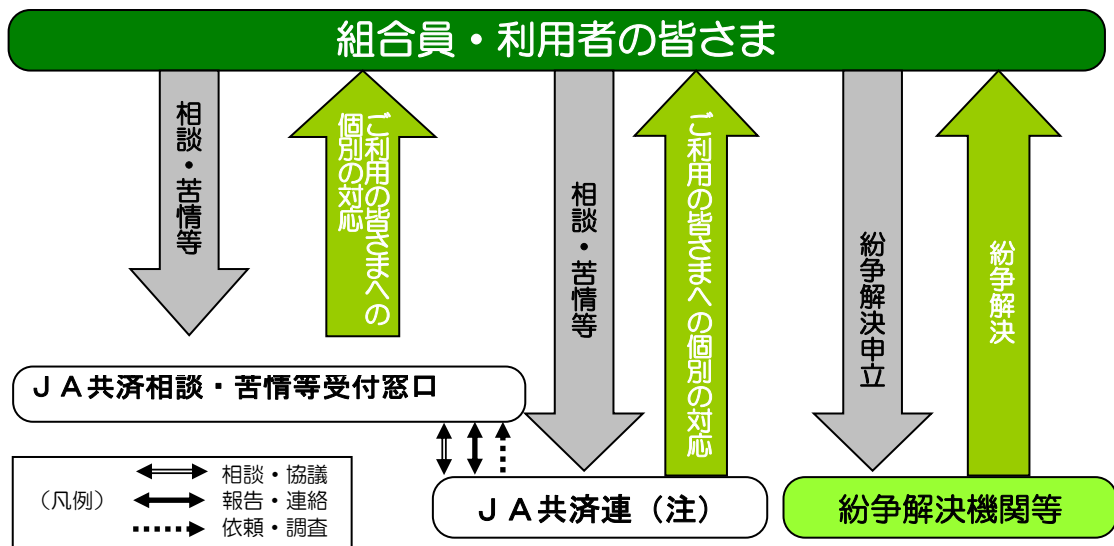 組合員・利用者の皆さま
相談・苦情等
ご利用の皆さまへの
個別の対応
相談・苦情等
ご利用の皆さまへの個別の対応
紛争解決申立
紛争解決
ＪＡ共済相談・苦情等受付窓口
（凡例）
相談・協議
報告・連絡
依頼・調査
ＪＡ共済連（注）
紛争解決機関等